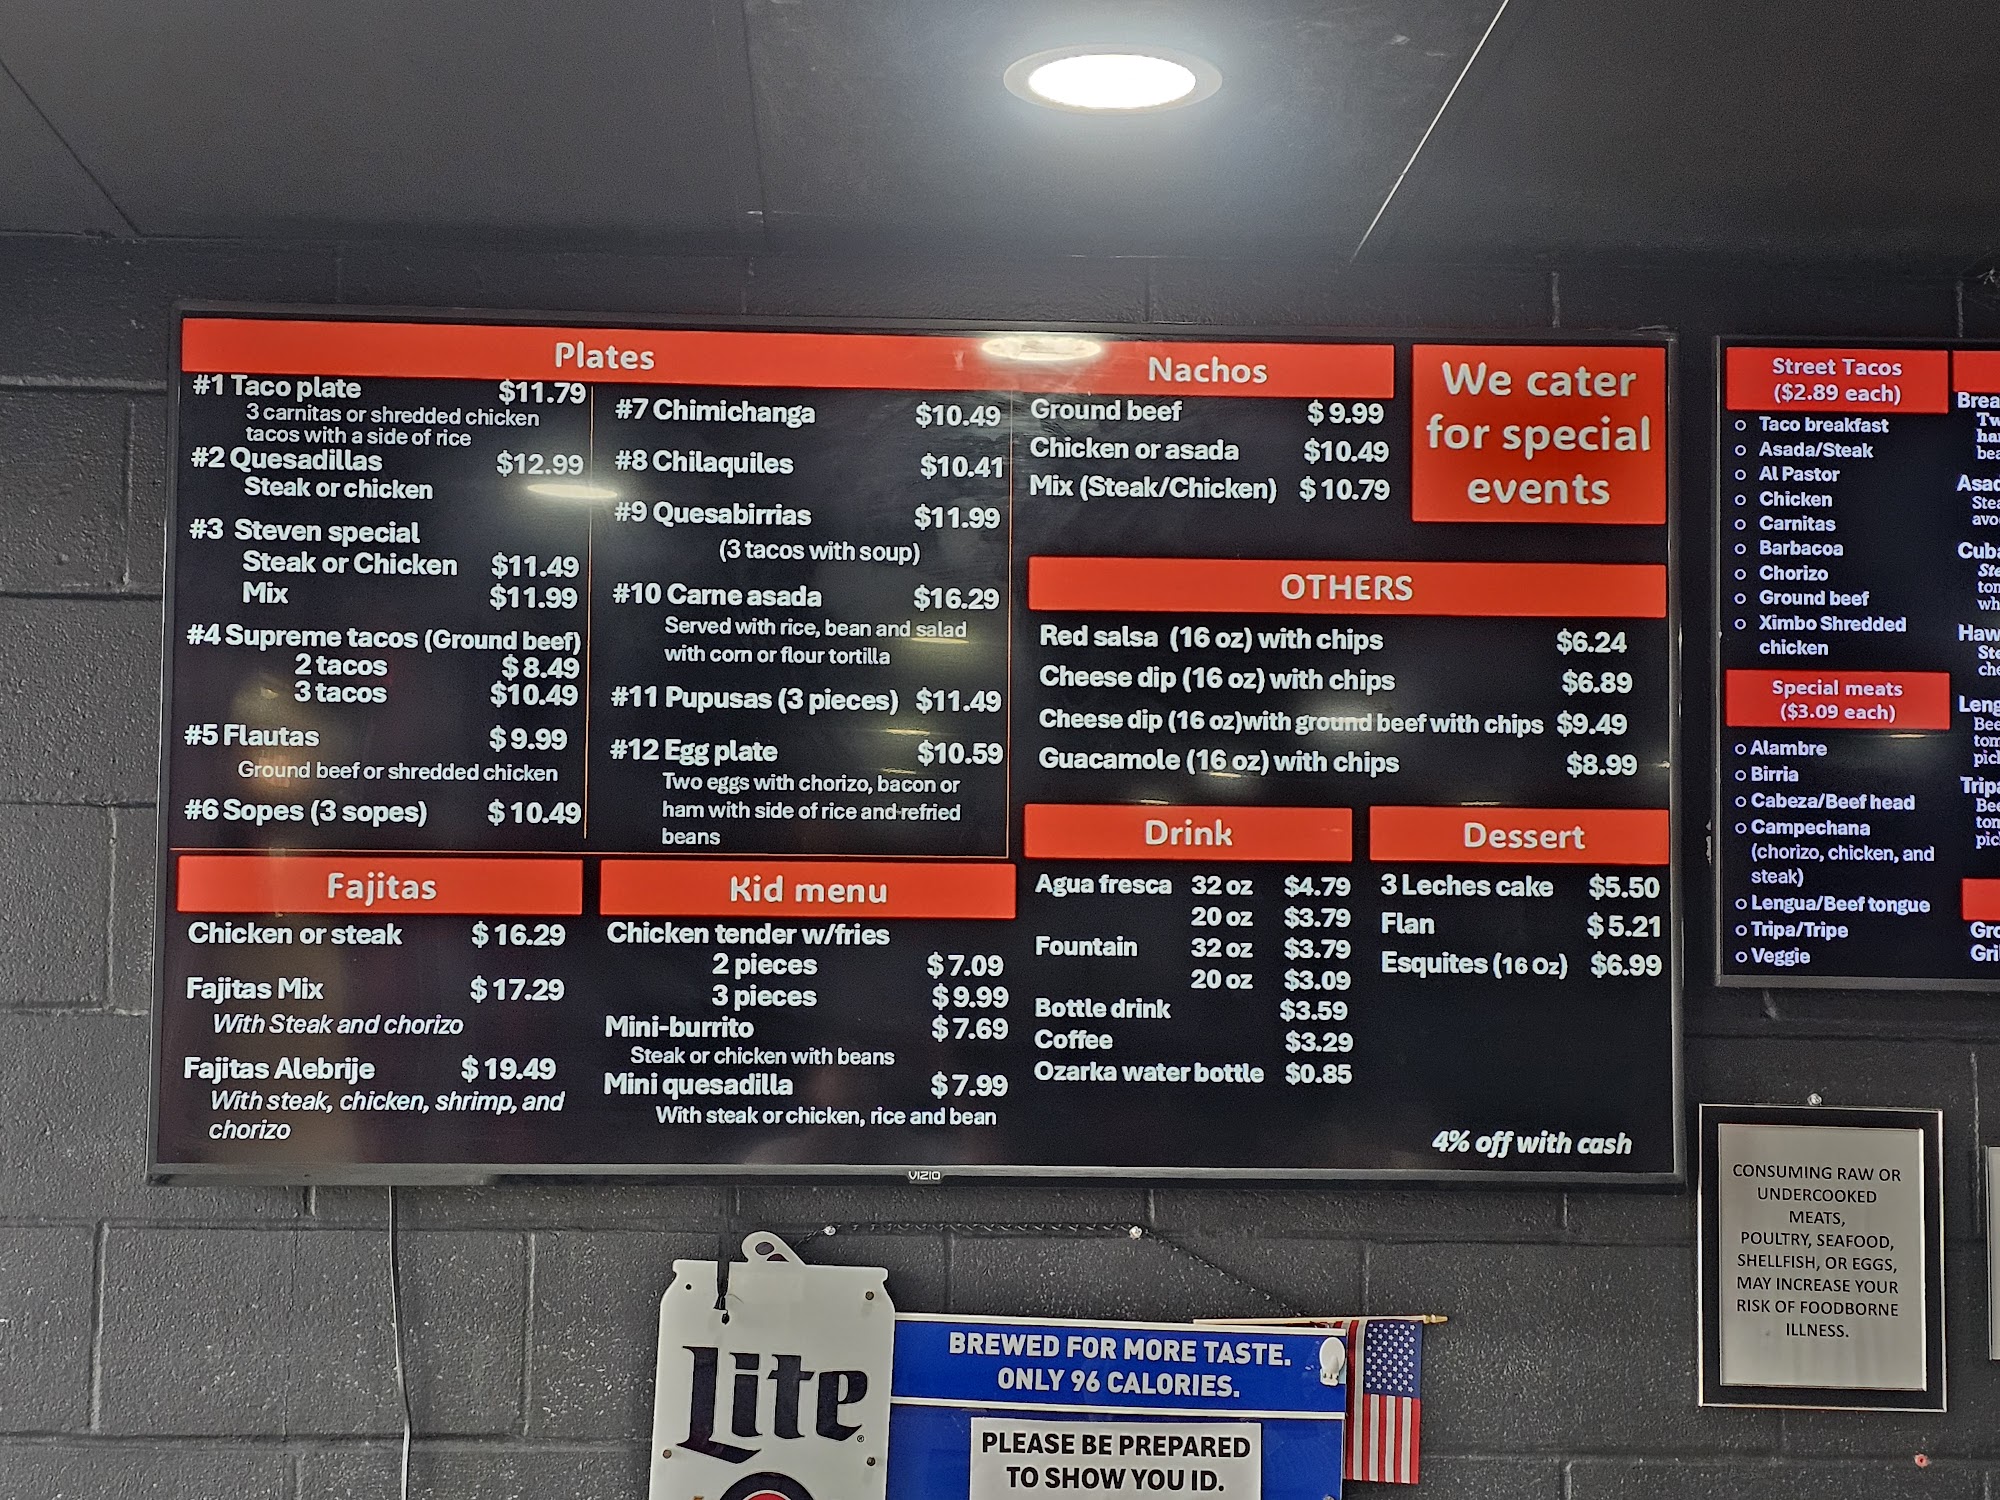 Plates
#1 Taco plate $11.79
3 carnitas or shredded chicken
tacos with a side of rice
#2 Quesadillas $12.99
Steak or chicken
#3 Steven special
Steak or Chicken $11.49
Mix $11.99
#4 Supreme tacos (Ground beef)
2 tacos $8.49
3 tacos $10.49
#5 Flautas $9.99
Ground beef or shredded chicken
#6 Sopes (3 sopes) $10.49
#7 Chimichanga $10.49
#8 Chilaquiles $10.41
#9 Quesabirrias $11.99
(3 tacos with soup)
#10 Carne asada $16.29
Served with rice, bean and salad
with corn or flour tortilla
#11 Pupusas (3 pieces) $11.49
#12 Egg plate $10.59
Two eggs with chorizo, bacon or
ham with side of rice and refried
beans
Nachos
Ground beef $9.99
Chicken or asada $10.49
Mix (Steak/Chicken) $10.79
We cater
for special
events
OTHERS
Red salsa (16 oz) with chips $6.24
Cheese dip (16 oz) with chips $6.89
Cheese dip (16 oz)with ground beef with chips $9.49
Guacamole (16 oz) with chips $8.99
Fajitas
Chicken or steak $16.29
Fajitas Mix $17.29
With Steak and chorizo
Fajitas Alebrije $19.49
With steak, chicken, shrimp, and
chorizo
Kid menu
Chicken tender w/fries
2 pieces $7.09
3 pieces $9.99
Mini-burrito $7.69
Steak or chicken with beans
Mini quesadilla $7.99
With steak or chicken, rice and bean
Drink
Agua fresca 32 oz $4.79
20 oz $3.79
Fountain 32 oz $3.79
20 oz $3.09
Bottle drink $3.59
Coffee $3.29
Ozarka water bottle $0.85
Dessert
3 Leches cake $5.50
Flan $5.21
Esquites (16 Oz) $6.99
4% off with cash
VIZIO
Street Tacos
($2.89 each)
Taco breakfast
Asada/Steak
Al Pastor
Chicken
Carnitas
Barbacoa
Chorizo
Ground beef
Ximbo Shredded
chicken
Special meats
($3.09 each)
Alambre
Birria
Cabeza/Beef head
Campechana
(chorizo, chicken, and
steak)
Lengua/Beef tongue
Tripa/Tripe
Veggie
CONSUMING RAW OR
UNDERCOOKED
MEATS,
POULTRY, SEAFOOD,
SHELLFISH, OR EGGS,
MAY INCREASE YOUR
RISK OF FOODBORNE
ILLNESS.
Lite
BREWED FOR MORE TASTE.
ONLY 96 CALORIES.
PLEASE BE PREPARED
TO SHOW YOU ID.